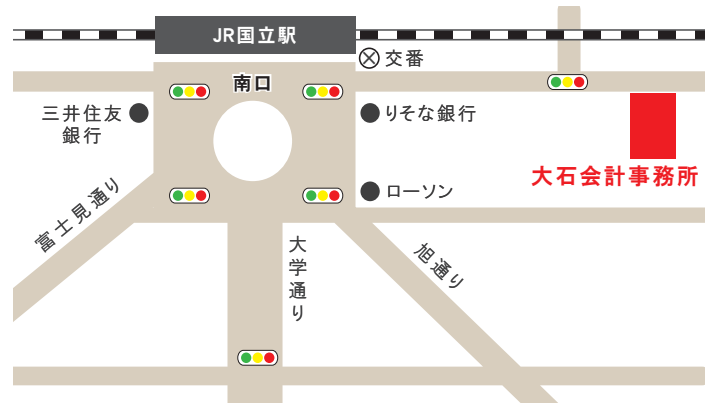 JR国立駅
交番
南口
三井住友
銀行
りそな銀行
大石会計事務所
ローソン
富士見通り
大学通り
旭通り